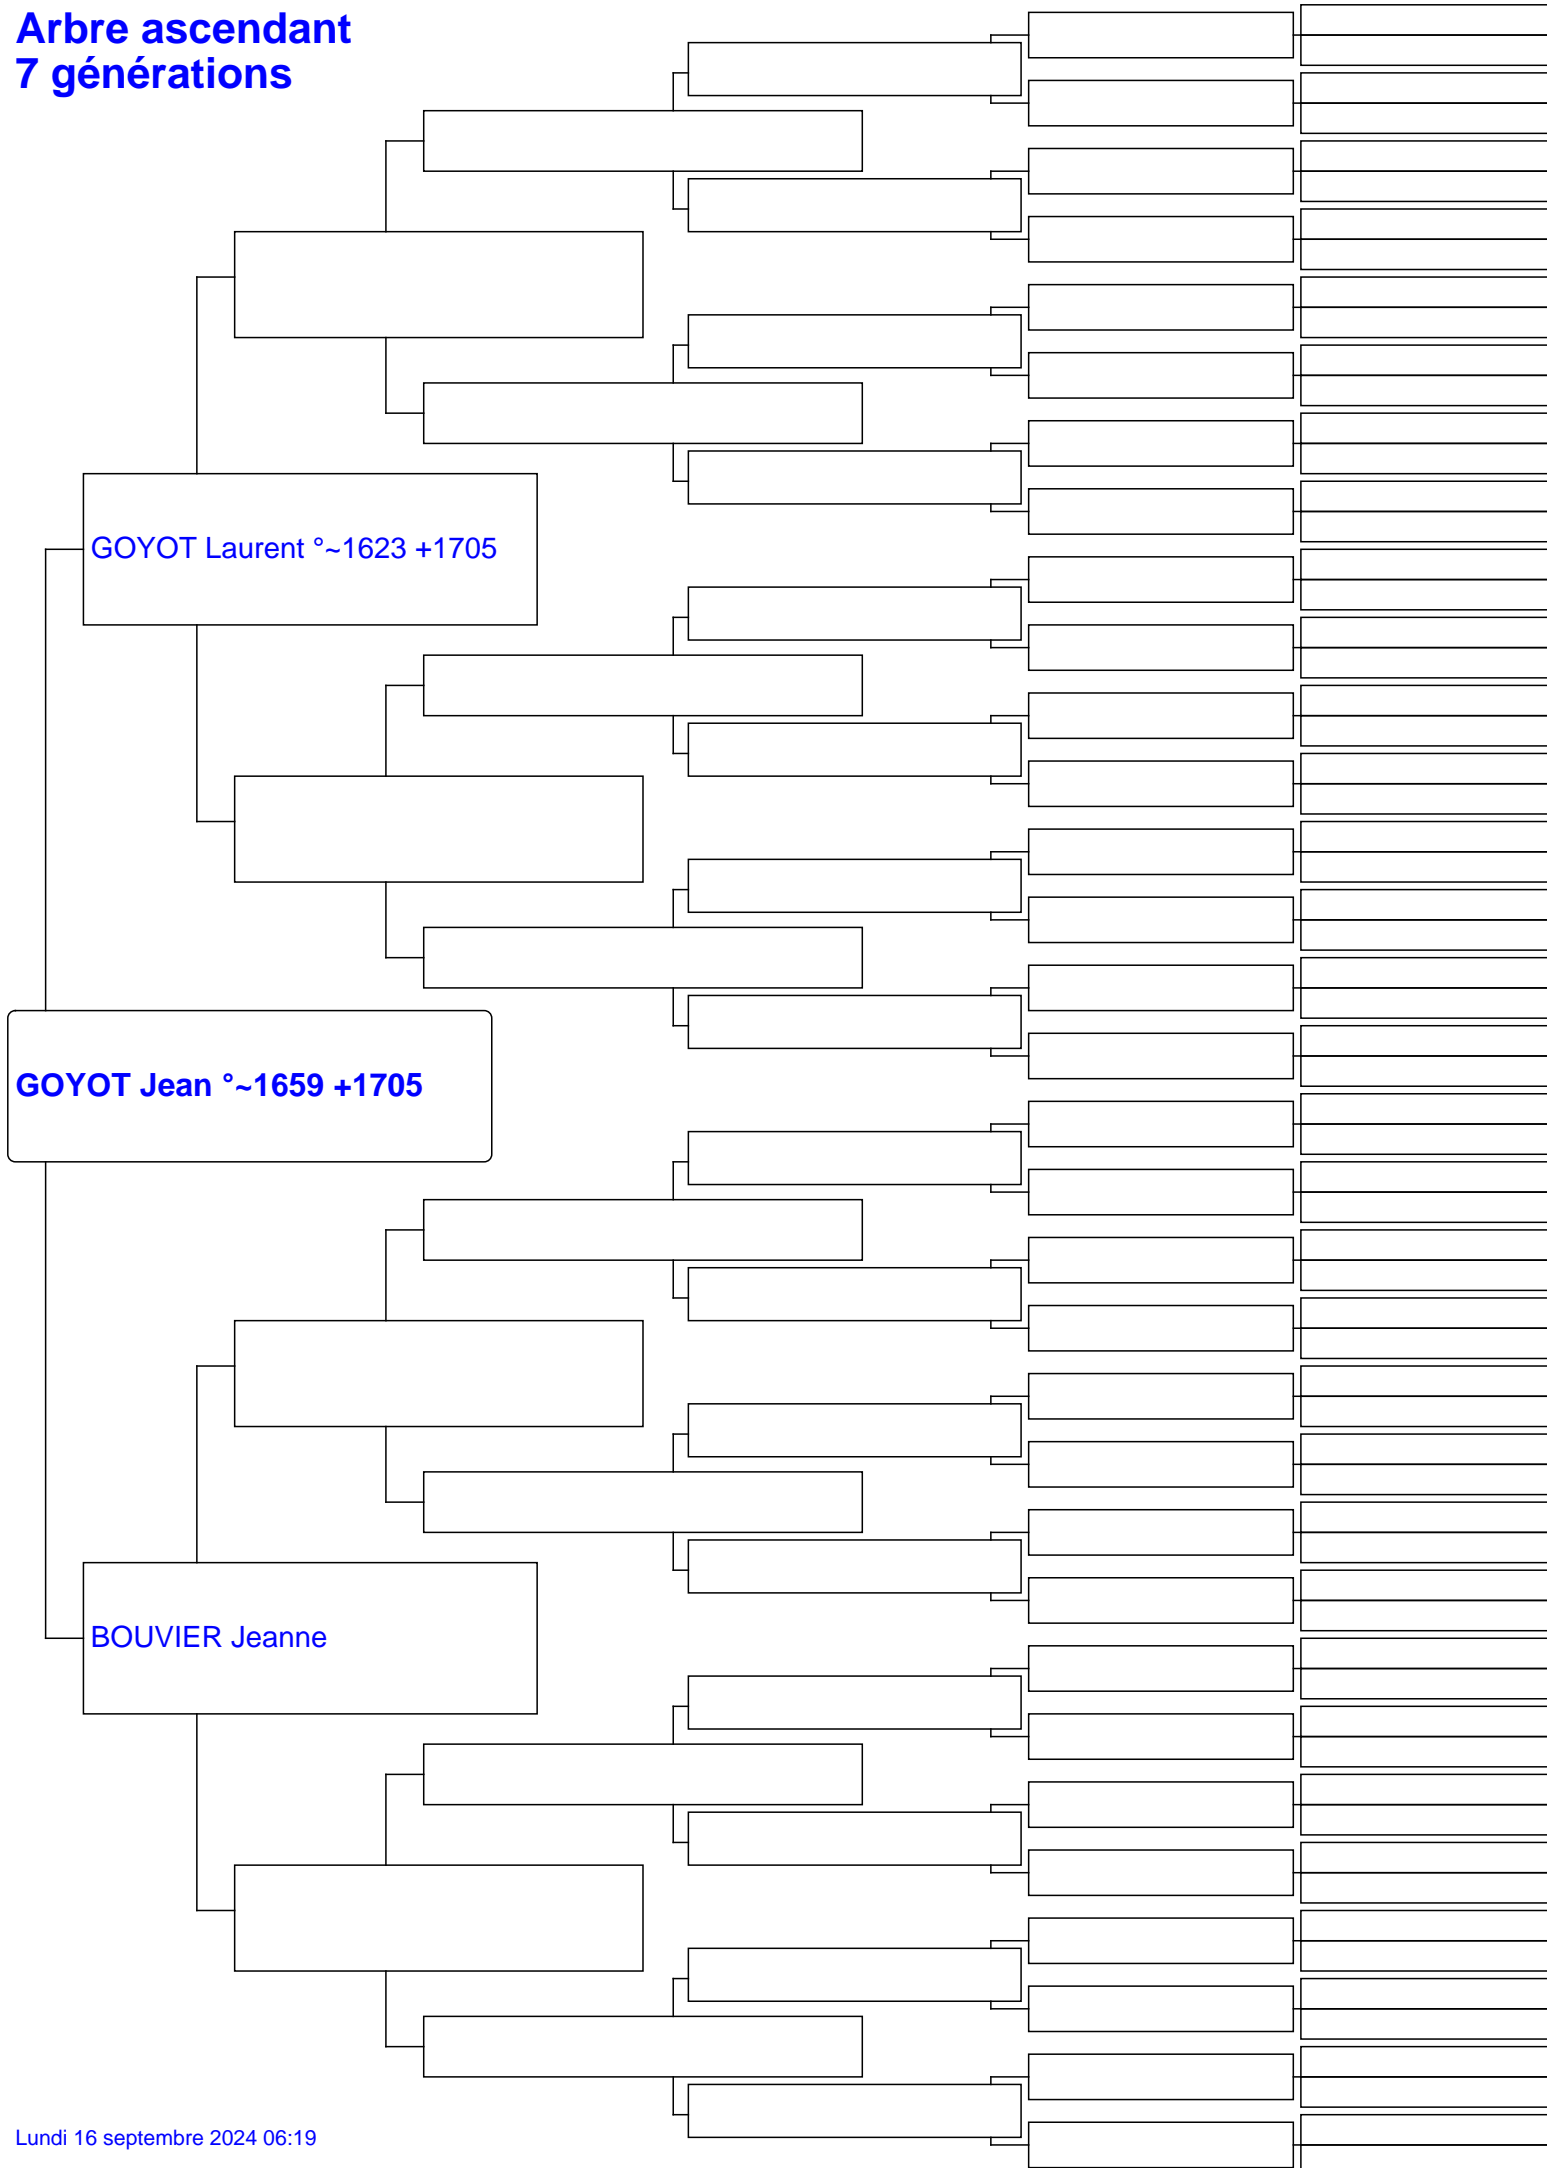 Arbre ascendant
7 générations
GOYOT Laurent °~1623 +1705
GOYOT Jean °~1659 +1705
BOUVIER Jeanne
Lundi 16 septembre 2024 06:19